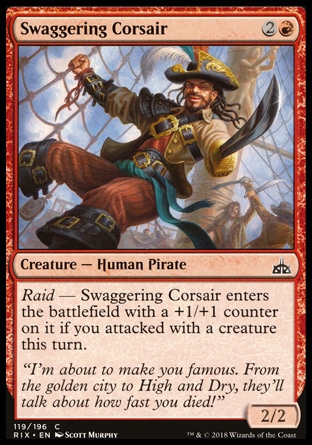 Swaggering Corsair 2
Creature — Human Pirate
Raid — Swaggering Corsair enters
the battlefield with a +1/+1 counter
on it if you attacked with a creature
this turn.
“I’m about to make you famous. From
the golden city to High and Dry, they’ll
talk about how fast you died!”
2/2
119/196 C
RIX • EN Scott Murphy
™ & © 2018 Wizards of the Coast